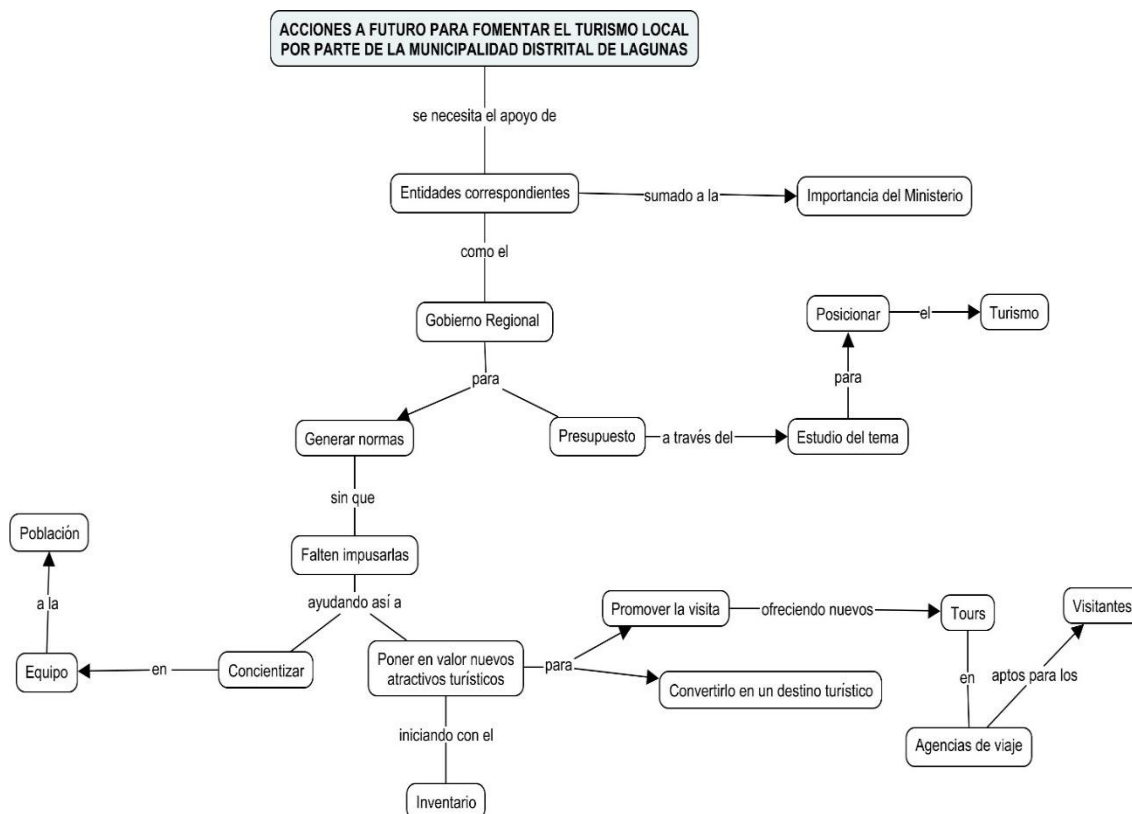 ACCIONES A FUTURO PARA FOMENTAR EL TURISMO LOCAL
POR PARTE DE LA MUNICIPALIDAD DISTRITAL DE LAGUNAS
se necesita el apoyo de
Entidades correspondientes
sumado a la
Importancia del Ministerio
como el
Gobierno Regional
Posicionar
el
Turismo
para
para
Generar normas
Presupuesto
a través del
Estudio del tema
sin que
Población
Falten impusarlas
a la
ayudando así a
Promover la visita
ofreciendo nuevos
Tours
Visitantes
Equipo
en
Concientizar
Poner en valor nuevos
atractivos turísticos
para
Convertirlo en un destino turístico
en
aptos para los
iniciando con el
Agencias de viaje
Inventario